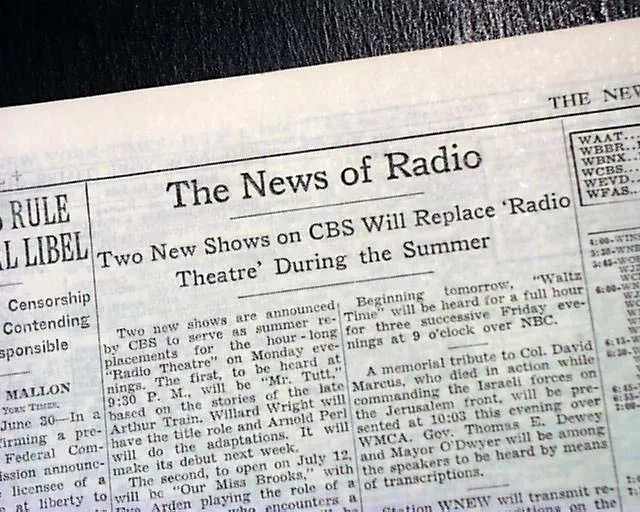 THE NEW
The News of Radio
Two New Shows on CBS Will Replace 'Radio
Theatre' During the Summer
Two new shows are announced
by CBS to serve as summer re-
placements for the hour-long
"Radio Theatre" on Monday eve-
nings. The first, to be heard at
9:30 P. M., will be "Mr. Tutt,"
based on the stories of the late
Arthur Train. Willard Wright will
have the title role and Arnold Perl
will do the adaptations. It will
make its debut next week.
The second, to open on July 12,
will be "Our Miss Brooks," with
Eve Arden playing the role of a
who encounters a
Beginning tomorrow, "Waltz
Time" will be heard for a full hour
for three successive Friday eve-
nings at 9 o'clock over NBC.
A memorial tribute to Col. David
Marcus, who died in action while
commanding the Israeli forces on
the Jerusalem front, will be pre-
sented at 10:03 this evening over
WMCA. Gov. Thomas E. Dewey
and Mayor O'Dwyer will be among
the speakers to be heard by means
of transcriptions.
Station WNEW will transmit re-
on the
RULE
AL LIBEL
Censorship
Contending
sponsible
MALLON
YORK TIMES.
June 30—In a
firming a pre-
Federal Com-
ission announc-
licensee of a
at liberty to
WAAT..
WBBR..
WBNX..
WCBS..
WEVD..
WFAS..